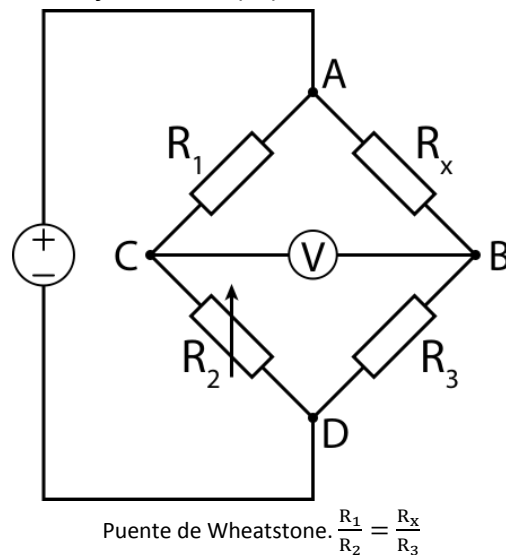 A
R₁
Rₓ
+
−
C
V
B
R₂
R₃
D
Puente de Wheatstone. R₁/R₂ = Rₓ/R₃